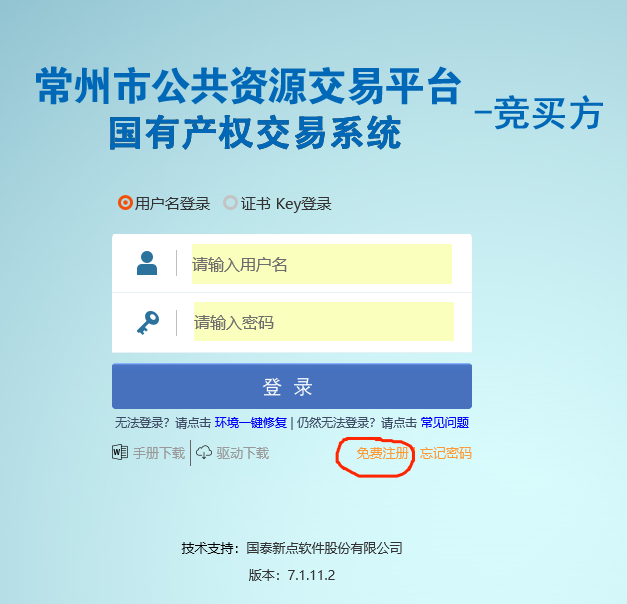 常州市公共资源交易平台
国有产权交易系统
–竞买方
用户名登录 证书 Key登录
请输入用户名
请输入密码
登 录
无法登录？请点击 环境一键修复 | 仍然无法登录？请点击 常见问题
手册下载 驱动下载 免费注册 | 忘记密码
技术支持：国泰新点软件股份有限公司
版本：7.1.11.2